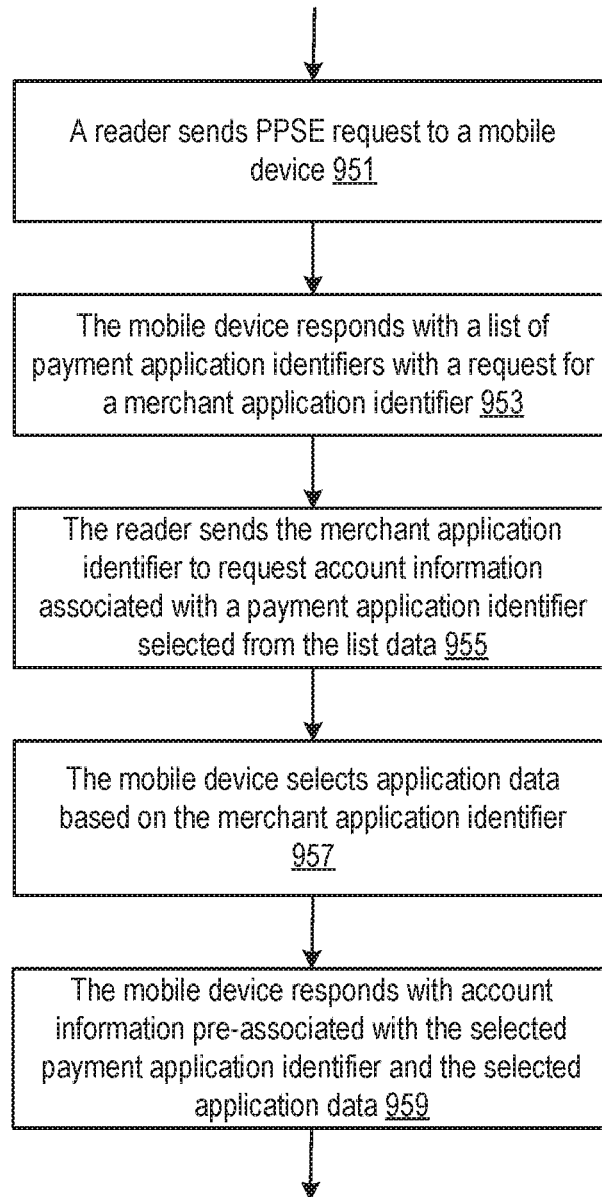 A reader sends PPSE request to a mobile
device 951
The mobile device responds with a list of
payment application identifiers with a request for
a merchant application identifier 953
The reader sends the merchant application
identifier to request account information
associated with a payment application identifier
selected from the list data 955
The mobile device selects application data
based on the merchant application identifier
957
The mobile device responds with account
information pre-associated with the selected
payment application identifier and the selected
application data 959